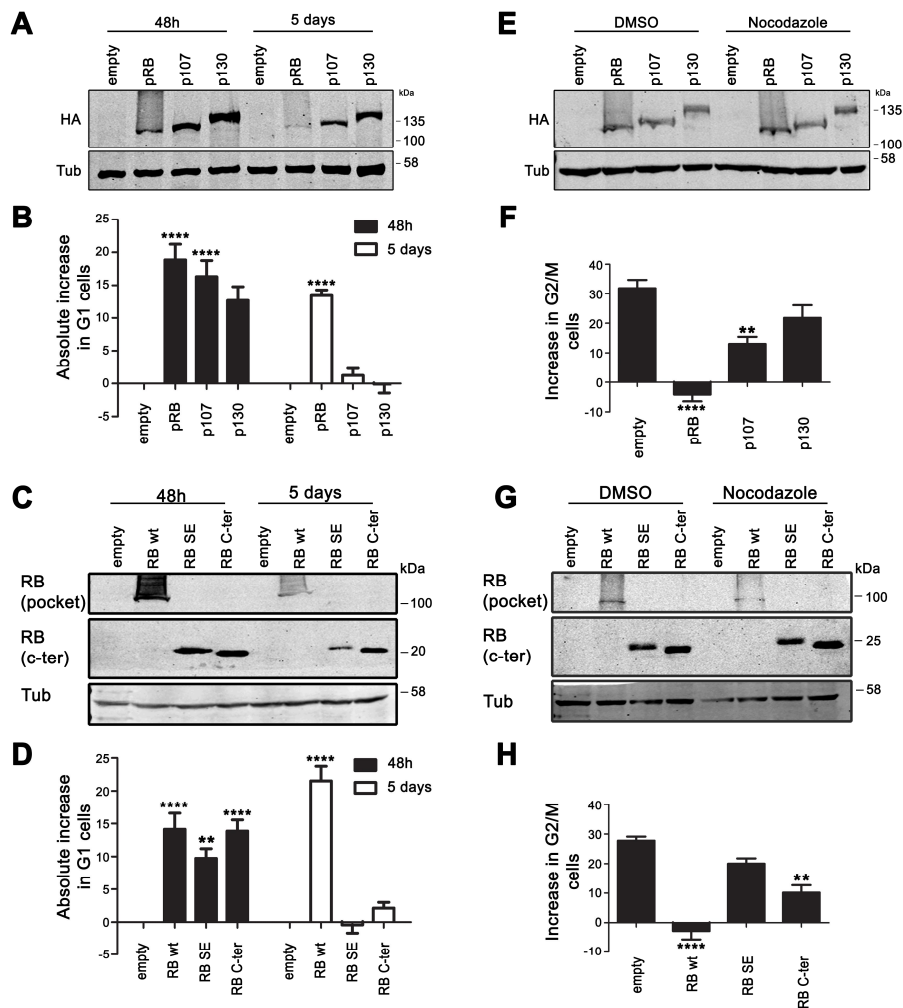 A
48h 5 days
empty pRB p107 p130 empty pRB p107 p130
kDa
HA
– 135
– 100
– 58
Tub
B
Absolute increase in G1 cells
48h
5 days
25
20
15
10
5
0
-5
**** **** ****
empty pRB p107 p130 empty pRB p107 p130
C
48h 5 days
empty RB wt RB SE RB C-ter empty RB wt RB SE RB C-ter
kDa
RB (pocket)
– 100
RB (c-ter)
– 20
– 58
Tub
D
Absolute increase in G1 cells
48h
5 days
25
20
15
10
5
0
-5
**** ** **** ****
empty RB wt RB SE RB C-ter empty RB wt RB SE RB C-ter
E
DMSO Nocodazole
empty pRB p107 p130 empty pRB p107 p130
kDa
HA
– 135
– 100
– 58
Tub
F
Increase in G2/M cells
40
30
20
10
0
-10
**** **
empty pRB p107 p130
G
DMSO Nocodazole
empty RB wt RB SE RB C-ter empty RB wt RB SE RB C-ter
kDa
RB (pocket)
– 100
RB (c-ter)
– 25
– 58
Tub
H
Increase in G2/M cells
40
30
20
10
0
-10
**** **
empty RB wt RB SE RB C-ter